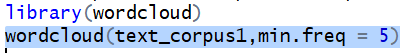 library(wordcloud)
wordcloud(text_corpus1,min.freq = 5)